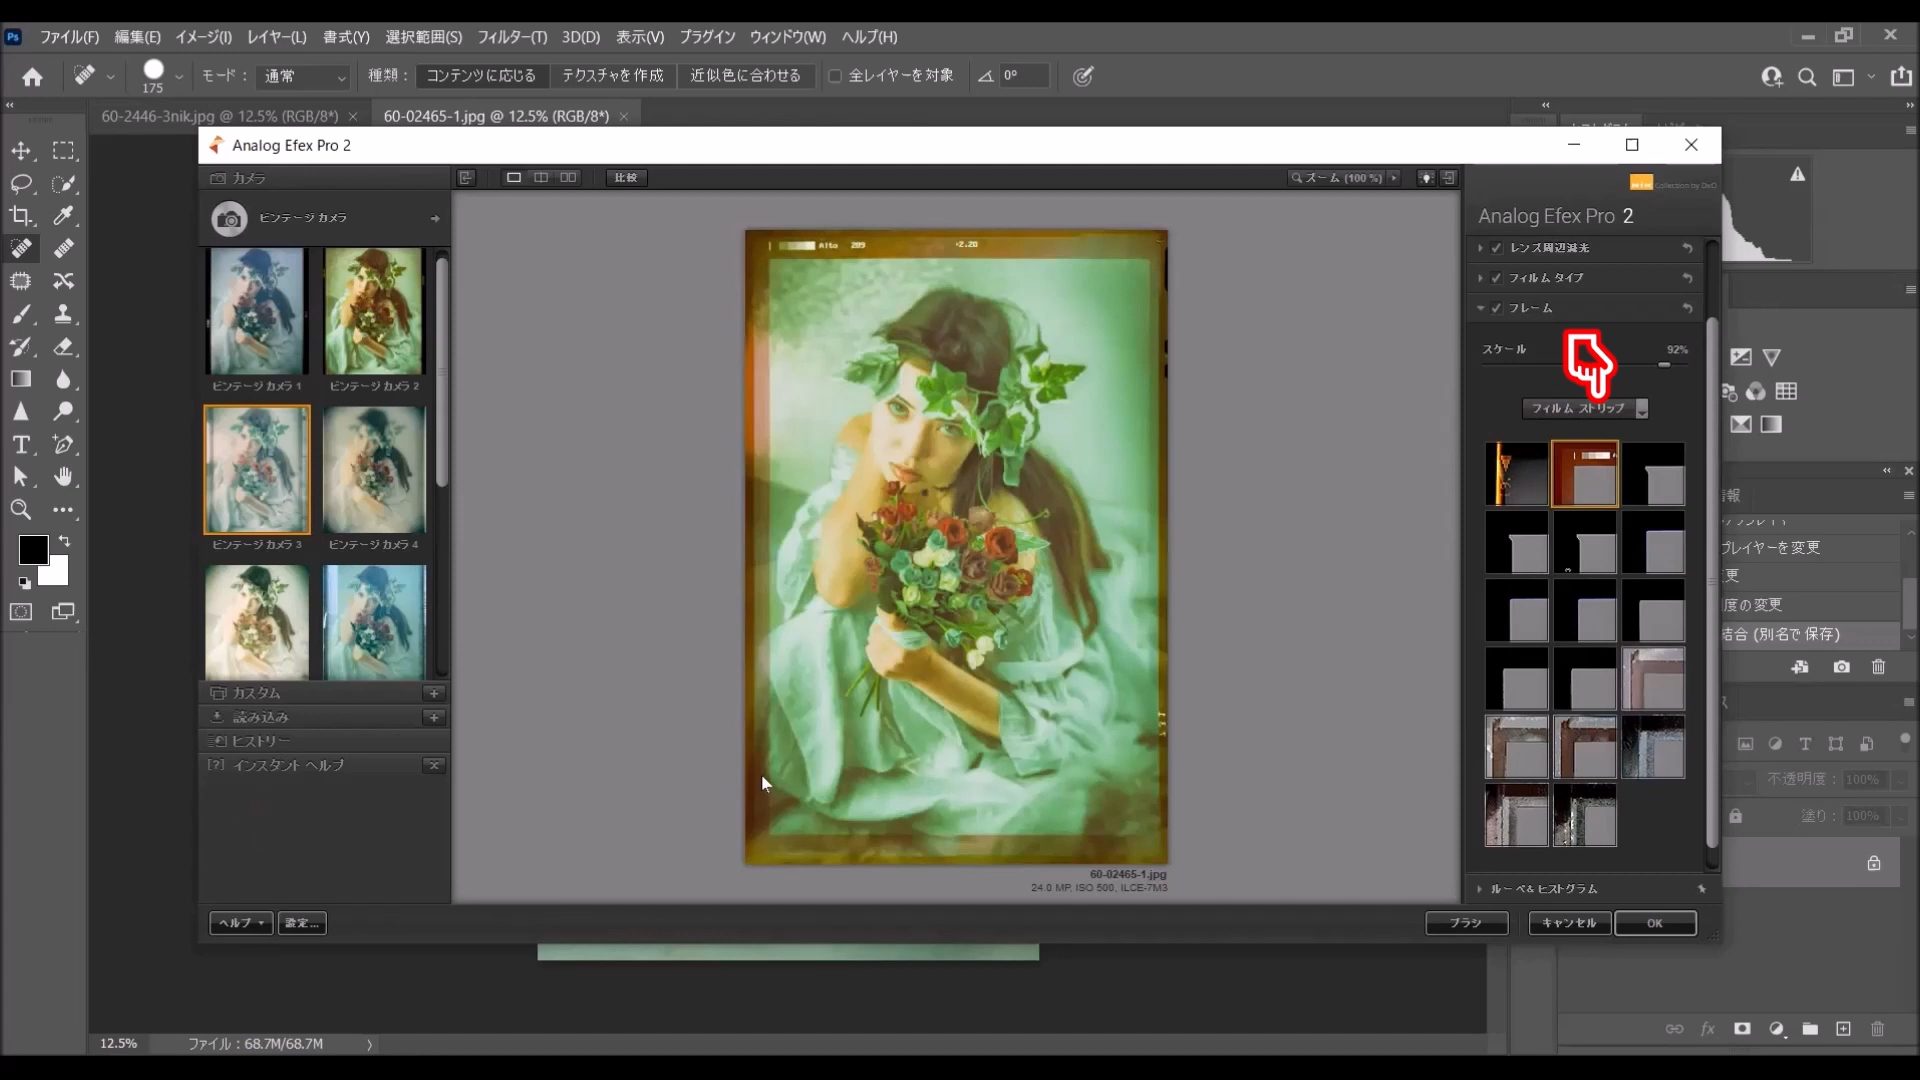 Ps ファイル(F) 編集(E) イメージ(I) レイヤー(L) 書式(Y) 選択範囲(S) フィルター(T) 3D(D) 表示(V) プラグイン ウィンドウ(W) ヘルプ(H)
175 モード： 通常 種類： コンテンツに応じる テクスチャを作成 近似色に合わせる 全レイヤーを対象 0°
60-2446-3nik.jpg @ 12.5% (RGB/8*) × 60-02465-1.jpg @ 12.5% (RGB/8*) ×
Analog Efex Pro 2
カメラ
比較
ズーム (100 %)
Collection by DxO
ビンテージ カメラ
Analog Efex Pro 2
レンズ周辺減光
フィルム タイプ
フレーム
スケール 92%
フィルム ストリップ
Alto 209 +2.20
ビンテージ カメラ 1 ビンテージ カメラ 2
ビンテージ カメラ 3 ビンテージ カメラ 4
カスタム
読み込み
ヒストリー
[?] インスタント ヘルプ
60-02465-1.jpg
24.0 MP, ISO 500, ILCE-7M3
ルーペ&ヒストグラム
ヘルプ 設定... ブラシ キャンセル OK
情報
プレイヤーを変更
更
度の変更
結合 (別名で保存)
不透明度： 100%
塗り： 100%
fx
12.5% ファイル : 68.7M/68.7M